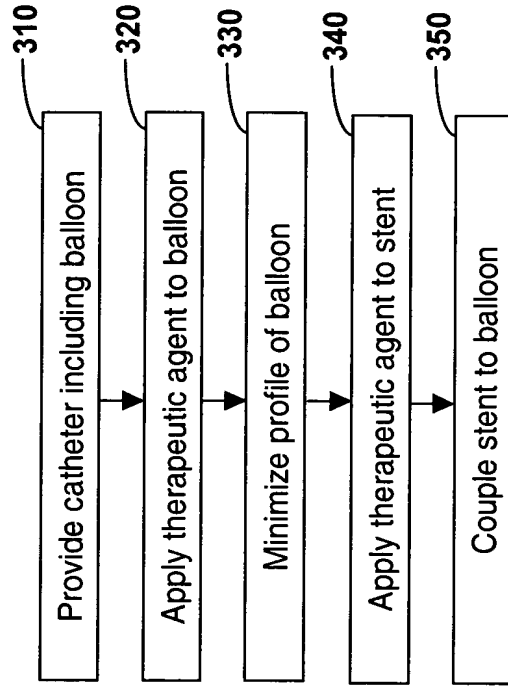 310
Provide catheter including balloon
320
Apply therapeutic agent to balloon
330
Minimize profile of balloon
340
Apply therapeutic agent to stent
350
Couple stent to balloon